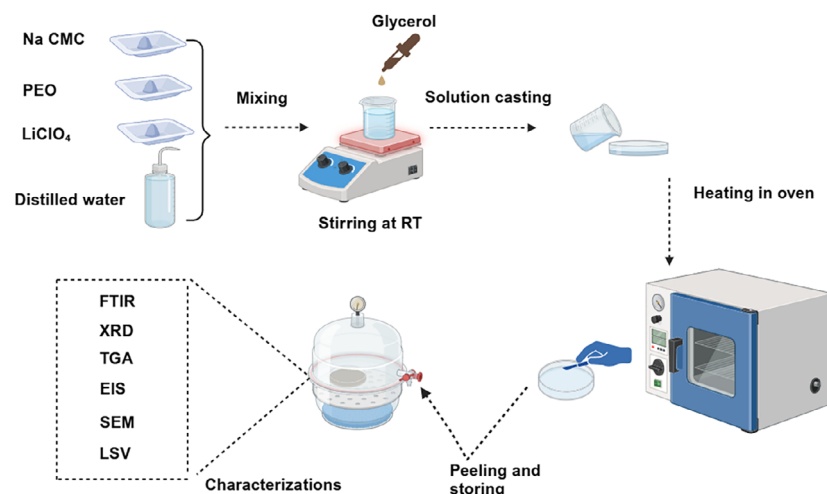 Glycerol
Na CMC
PEO
LiClO₄
Distilled water
Mixing
Stirring at RT
Solution casting
Heating in oven
Peeling and
storing
Characterizations
FTIR
XRD
TGA
EIS
SEM
LSV